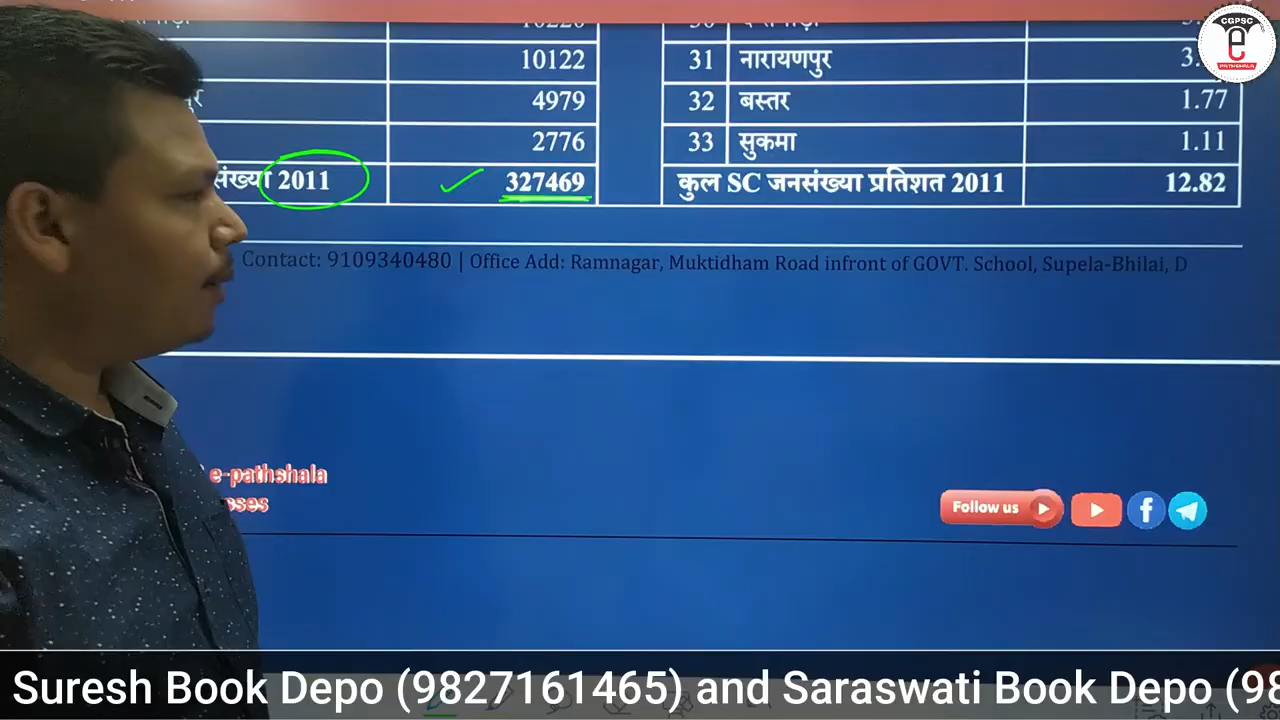 CGPSC
e
PATHSHALA
10122
31 नारायणपुर 3.
4979
32 बस्तर 1.77
2776
33 सुकमा 1.11
संख्या 2011 327469
कुल SC जनसंख्या प्रतिशत 2011 12.82
Contact: 9109340480 | Office Add: Ramnagar, Muktidham Road infront of GOVT. School, Supela-Bhilai, D
e-pathshala
Follow us
Suresh Book Depo (9827161465) and Saraswati Book Depo (98